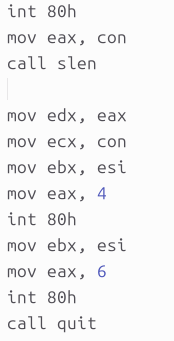 int 80h
mov eax, con
call slen
mov edx, eax
mov ecx, con
mov ebx, esi
mov eax, 4
int 80h
mov ebx, esi
mov eax, 6
int 80h
call quit